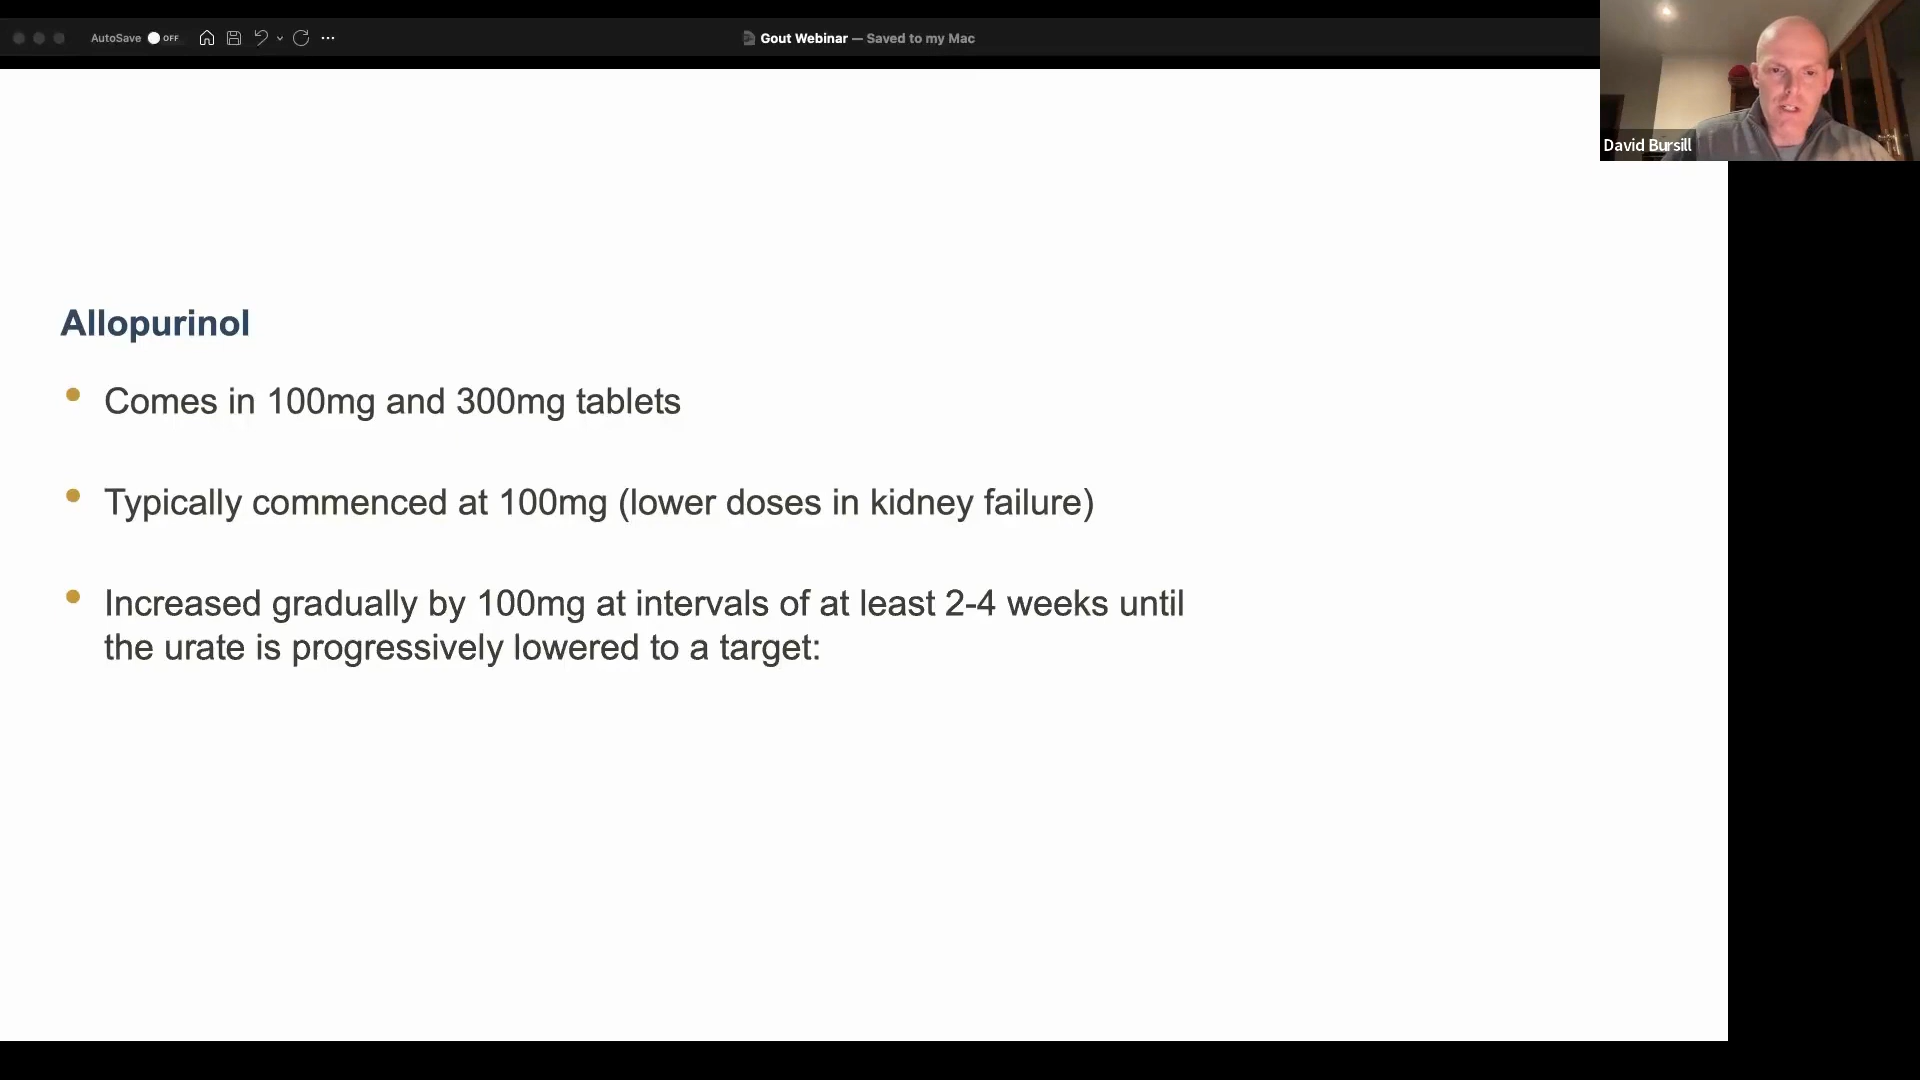 AutoSave OFF
Gout Webinar — Saved to my Mac
David Bursill
Allopurinol
• Comes in 100mg and 300mg tablets
• Typically commenced at 100mg (lower doses in kidney failure)
• Increased gradually by 100mg at intervals of at least 2-4 weeks until
the urate is progressively lowered to a target: